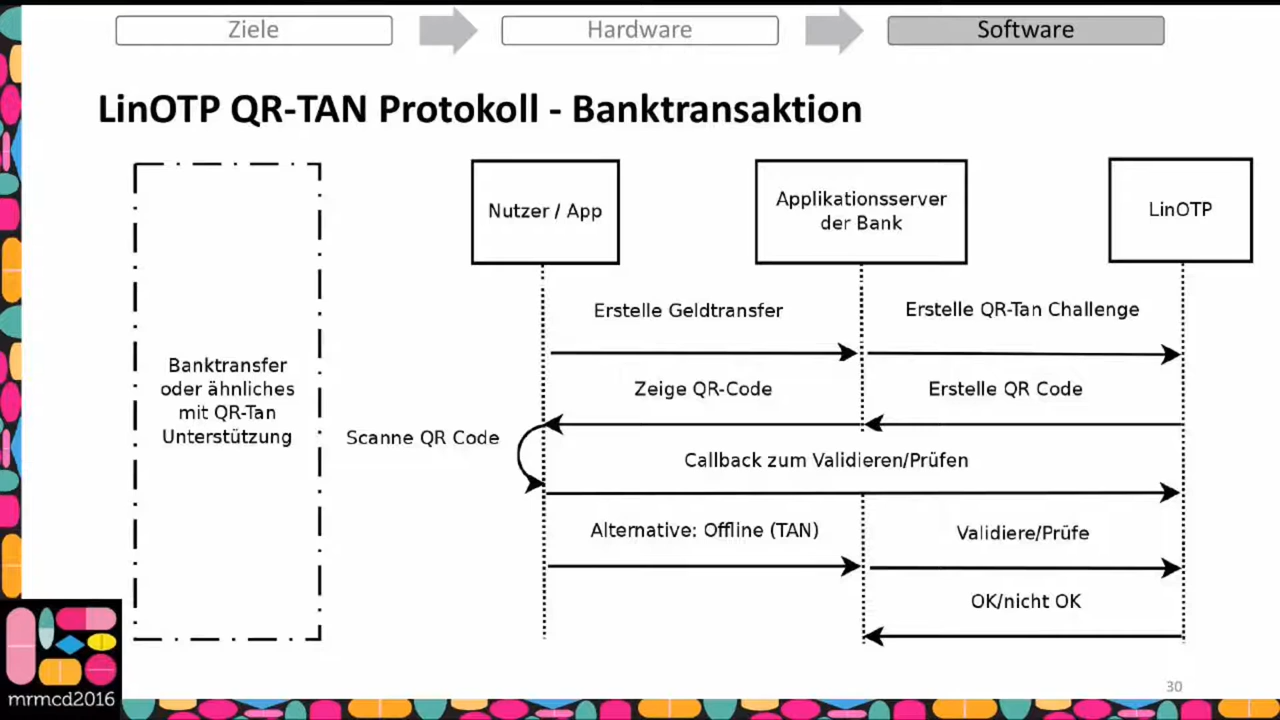 Ziele
Hardware
Software
LinOTP QR-TAN Protokoll - Banktransaktion
Nutzer / App
Applikationsserver
der Bank
LinOTP
Erstelle Geldtransfer
Erstelle QR-Tan Challenge
Banktransfer
oder ähnliches
mit QR-Tan
Unterstützung
Zeige QR-Code
Erstelle QR Code
Scanne QR Code
Callback zum Validieren/Prüfen
Alternative: Offline (TAN)
Validiere/Prüfe
OK/nicht OK
30
mrmcd2016